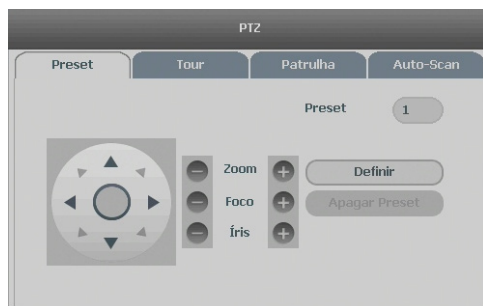 PTZ
Preset Tour Patrulha Auto-Scan
Preset 1
Zoom Definir
Foco Apagar Preset
Íris